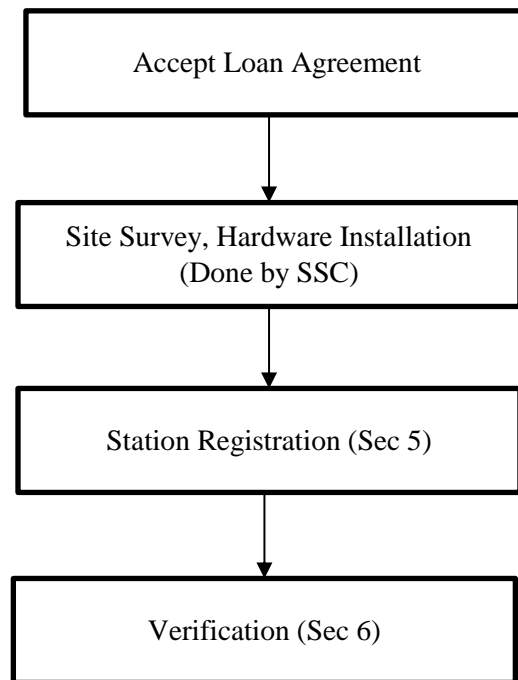 Accept Loan Agreement
Site Survey, Hardware Installation
(Done by SSC)
Station Registration (Sec 5)
Verification (Sec 6)